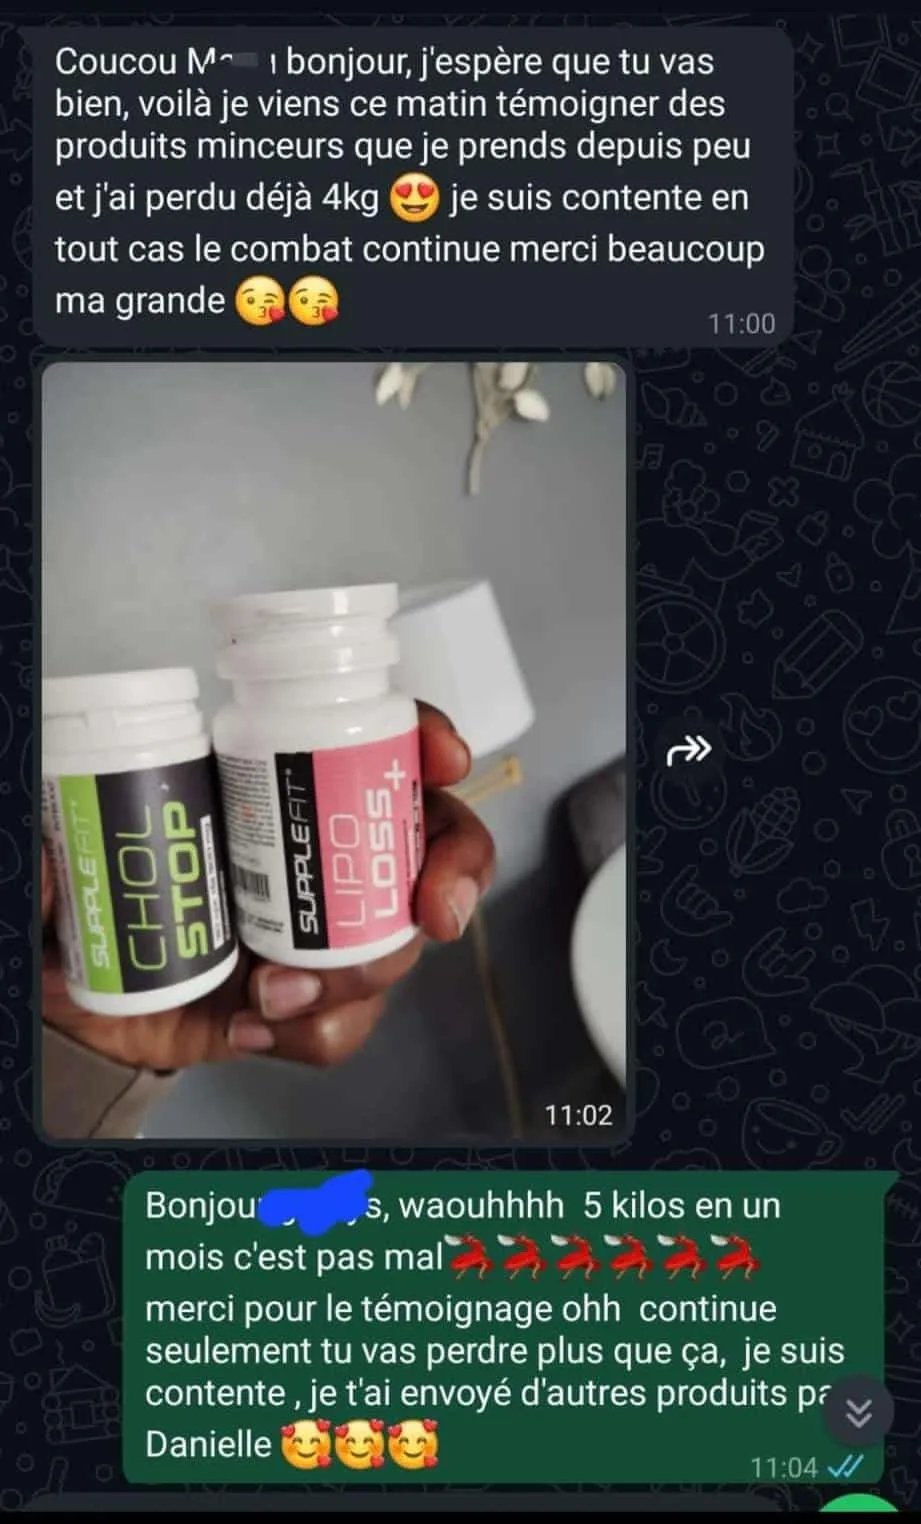 Coucou bonjour, j'espère que tu vas
bien, voilà je viens ce matin témoigner des
produits minceurs que je prends depuis peu
et j'ai perdu déjà 4kg 😍 je suis contente en
tout cas le combat continue merci beaucoup
ma grande 😘😘
11:00
SUPPLEFIT
CHOL
STOP
SUPPLEFIT
LIPO
LOSS+
11:02
Bonjour, waouhhhh 5 kilos en un
mois c'est pas mal💃💃💃💃💃💃
merci pour le témoignage ohh continue
seulement tu vas perdre plus que ça, je suis
contente , je t'ai envoyé d'autres produits
Danielle 🥰🥰🥰
11:04